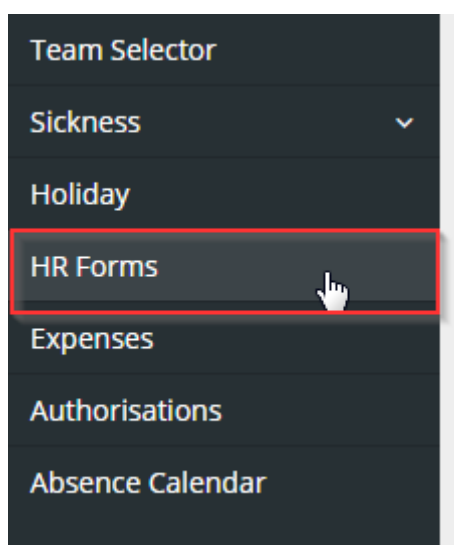 Team Selector
Sickness
Holiday
HR Forms
Expenses
Authorisations
Absence Calendar